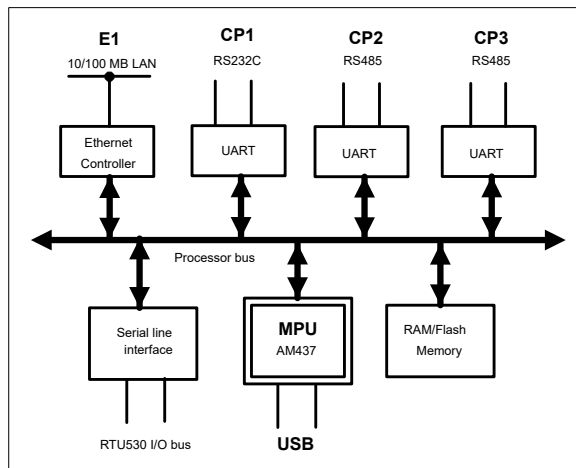 E1
CP1
CP2
CP3
10/100 MB LAN
RS232C
RS485
RS485
Ethernet
Controller
UART
UART
UART
Processor bus
Serial line
interface
MPU
AM437
RAM/Flash
Memory
RTU530 I/O bus
USB